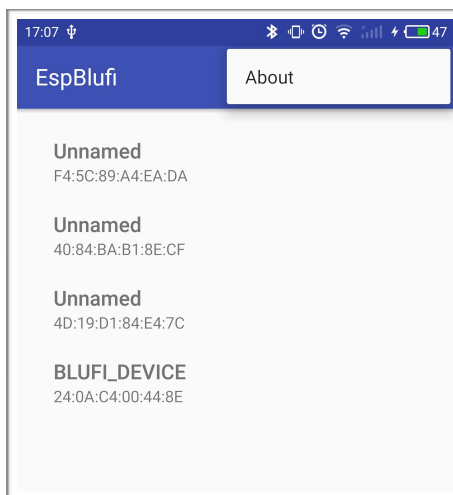 17:07 47
EspBlufi About
Unnamed
F4:5C:89:A4:EA:DA
Unnamed
40:84:BA:B1:8E:CF
Unnamed
4D:19:D1:84:E4:7C
BLUFI_DEVICE
24:0A:C4:00:44:8E